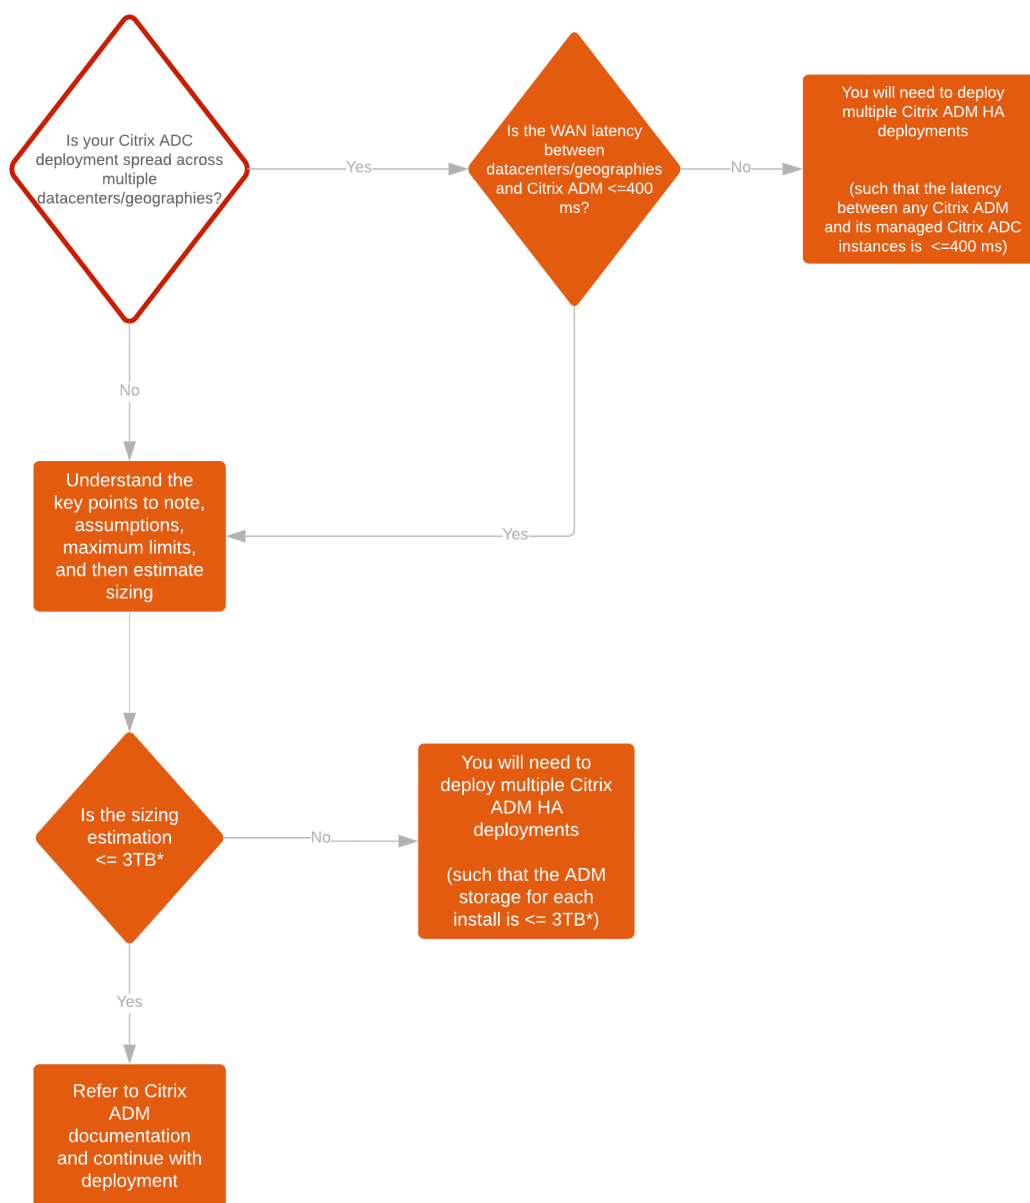 Is your Citrix ADC
deployment spread across
multiple
datacenters/geographies?
Yes
Is the WAN latency
between
datacenters/geographies
and Citrix ADM <=400
ms?
No
You will need to deploy
multiple Citrix ADM HA
deployments
(such that the latency
between any Citrix ADM
and its managed Citrix ADC
instances is  <=400 ms)
No
Yes
Understand the
key points to note,
assumptions,
maximum limits,
and then estimate
sizing
Is the sizing
estimation
<= 3TB*
No
You will need to
deploy multiple Citrix
ADM HA
deployments
(such that the ADM
storage for each
install is <= 3TB*)
Yes
Refer to Citrix
ADM
documentation
and continue with
deployment